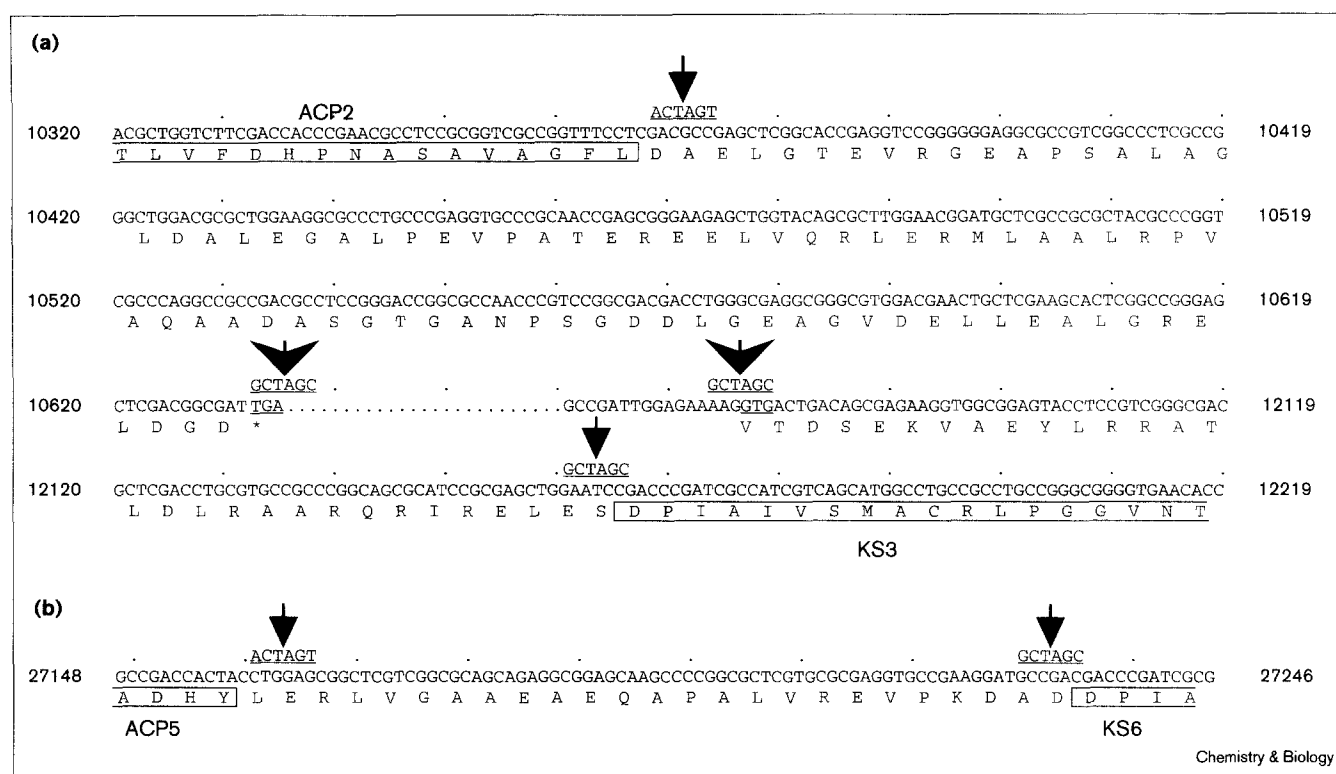 (a)
ACP2
ACTAGT
10320 ACGCTGGTCTTCGACCACCCGAACGCCTCCGCGGTCGCCGGTTTCCTCGACGCCGAGCTCGGCACCGAGGTCCGGGGGGAGGCGCCGTCGGCCCTCGCCG 10419
T L V F D H P N A S A V A G F L D A E L G T E V R G E A P S A L A G
10420 GGCTGGACGCGCTGGAAGGCGCCCTGCCCGAGGTGCCCGCAACCGAGCGGGAAGAGCTGGTACAGCGCTTGGAACGGATGCTCGCCGCGCTACGCCCGGT 10519
L D A L E G A L P E V P A T E R E E L V Q R L E R M L A A L R P V
10520 CGCCCAGGCCGCCGACGCCTCCGGGACCGGCGCCAACCCGTCCGGCGACGACCTGGGCGAGGCGGGCGTGGACGAACTGCTCGAAGCACTCGGCCGGGAG 10619
A Q A A D A S G T G A N P S G D D L G E A G V D E L L E A L G R E
GCTAGC GCTAGC
10620 CTCGACGGCGATTGA.........................GCCGATTGGAGAAAAGGTGACTGACAGCGAGAAGGTGGCGGAGTACCTCCGTCGGGCGAC 12119
L D G D * V T D S E K V A E Y L R R A T
GCTAGC
12120 GCTCGACCTGCGTGCCGCCCGGCAGCGCATCCGCGAGCTGGAATCCGACCCGATCGCCATCGTCAGCATGGCCTGCCGCCTGCCGGGCGGGGTGAACACC 12219
L D L R A A R Q R I R E L E S D P I A I V S M A C R L P G G V N T
KS3
(b)
ACTAGT GCTAGC
27148 GCCGACCACTACCTGGAGCGGCTCGTCGGCGCAGCAGAGGCGGAGCAAGCCCCGGCGCTCGTGCGCGAGGTGCCGAAGGATGCCGACGACCCGATCGCG 27246
A D H Y L E R L V G A A E A E Q A P A L V R E V P K D A D D P I A
ACP5 KS6
Chemistry & Biology